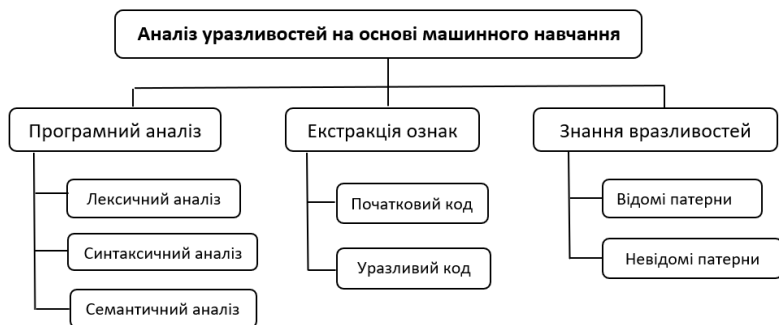 Аналіз уразливостей на основі машинного навчання
Програмний аналіз
Екстракція ознак
Знання вразливостей
Лексичний аналіз
Початковий код
Відомі патерни
Синтаксичний аналіз
Уразливий код
Невідомі патерни
Семантичний аналіз